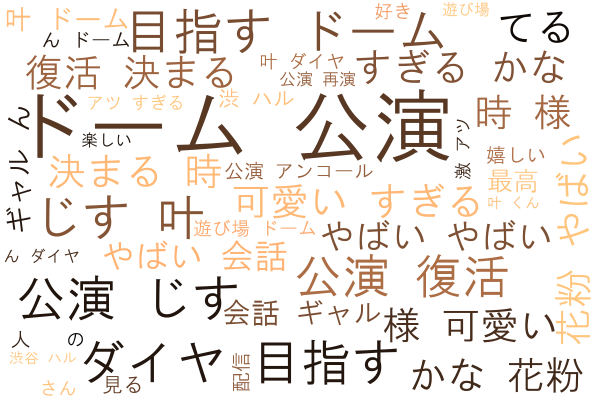 叶 ドーム
ん ドーム
目指す ドーム
好き
遊び場
てる
復活 決まる
叶 ダイヤ
公演 再演
すぎる かな
アツ すぎる
渋 ハル
ドーム 公演
楽しい
時 様
激 アツ
ギャル ん
決まる 時
公演 アンコール
嬉しい
最高
叶 くん
やばい
じす 叶
可愛い すぎる
遊び場 ドーム
やばい やばい
ん ダイヤ
やばい 会話
公演 復活
花粉
公演 じす
会話 ギャル
様 可愛い
人 の
渋谷 ハル
ダイヤ 目指す
配信
かな 花粉
さん
見る